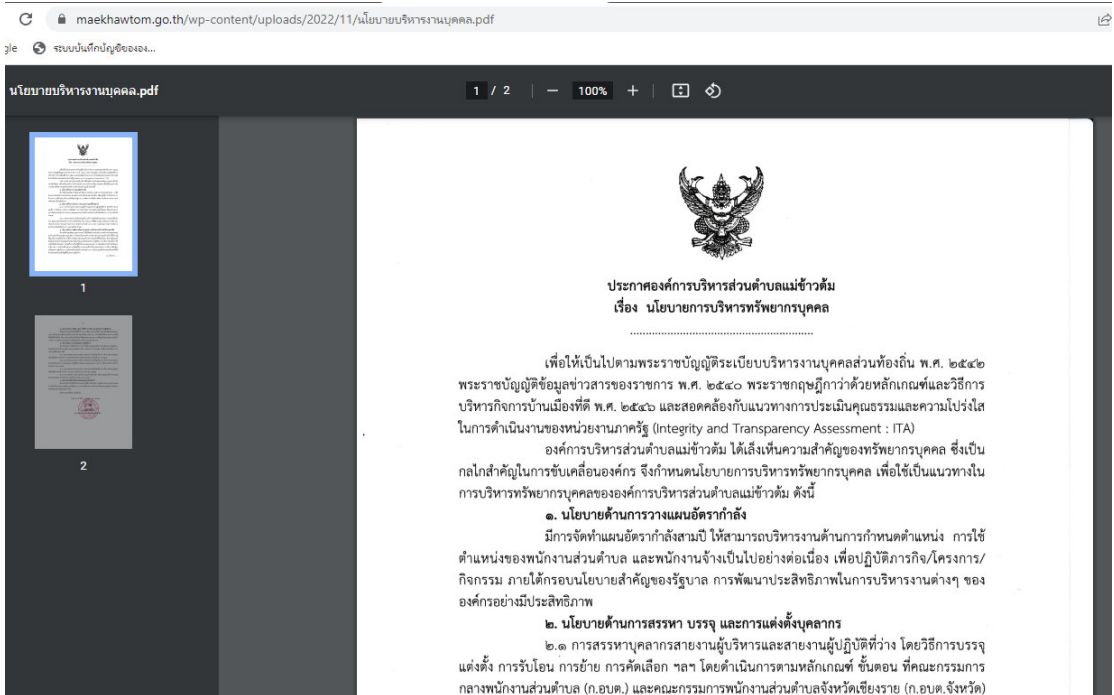 maekhawtom.go.th/wp-content/uploads/2022/11/นโยบายบริหารงานบุคคล.pdf
gle ระบบบันทึกบัญชีขององ...
นโยบายบริหารงานบุคคล.pdf
1 / 2 | − 100% + |
1
2
ประกาศองค์การบริหารส่วนตำบลแม่ข้าวต้ม
เรื่อง นโยบายการบริหารทรัพยากรบุคคล
เพื่อให้เป็นไปตามพระราชบัญญัติระเบียบบริหารงานบุคคลส่วนท้องถิ่น พ.ศ. ๒๕๔๒
พระราชบัญญัติข้อมูลข่าวสารของราชการ พ.ศ. ๒๕๔๐ พระราชกฤษฎีกาว่าด้วยหลักเกณฑ์และวิธีการ
บริหารกิจการบ้านเมืองที่ดี พ.ศ. ๒๕๔๖ และสอดคล้องกับแนวทางการประเมินคุณธรรมและความโปร่งใส
ในการดำเนินงานของหน่วยงานภาครัฐ (Integrity and Transparency Assessment : ITA)
องค์การบริหารส่วนตำบลแม่ข้าวต้ม ได้เล็งเห็นความสำคัญของทรัพยากรบุคคล ซึ่งเป็น
กลไกสำคัญในการขับเคลื่อนองค์กร จึงกำหนดนโยบายการบริหารทรัพยากรบุคคล เพื่อใช้เป็นแนวทางใน
การบริหารทรัพยากรบุคคลขององค์การบริหารส่วนตำบลแม่ข้าวต้ม ดังนี้
๑. นโยบายด้านการวางแผนอัตรากำลัง
มีการจัดทำแผนอัตรากำลังสามปี ให้สามารถบริหารงานด้านการกำหนดตำแหน่ง การใช้
ตำแหน่งของพนักงานส่วนตำบล และพนักงานจ้างเป็นไปอย่างต่อเนื่อง เพื่อปฏิบัติภารกิจ/โครงการ/
กิจกรรม ภายใต้กรอบนโยบายสำคัญของรัฐบาล การพัฒนาประสิทธิภาพในการบริหารงานต่างๆ ของ
องค์กรอย่างมีประสิทธิภาพ
๒. นโยบายด้านการสรรหา บรรจุ และการแต่งตั้งบุคลากร
๒.๑ การสรรหาบุคลากรสายงานผู้บริหารและสายงานผู้ปฏิบัติที่ว่าง โดยวิธีการบรรจุ
แต่งตั้ง การรับโอน การย้าย การคัดเลือก ฯลฯ โดยดำเนินการตามหลักเกณฑ์ ขั้นตอน ที่คณะกรรมการ
กลางพนักงานส่วนตำบล (ก.อบต.) และคณะกรรมการพนักงานส่วนตำบลจังหวัดเชียงราย (ก.อบต.จังหวัด)